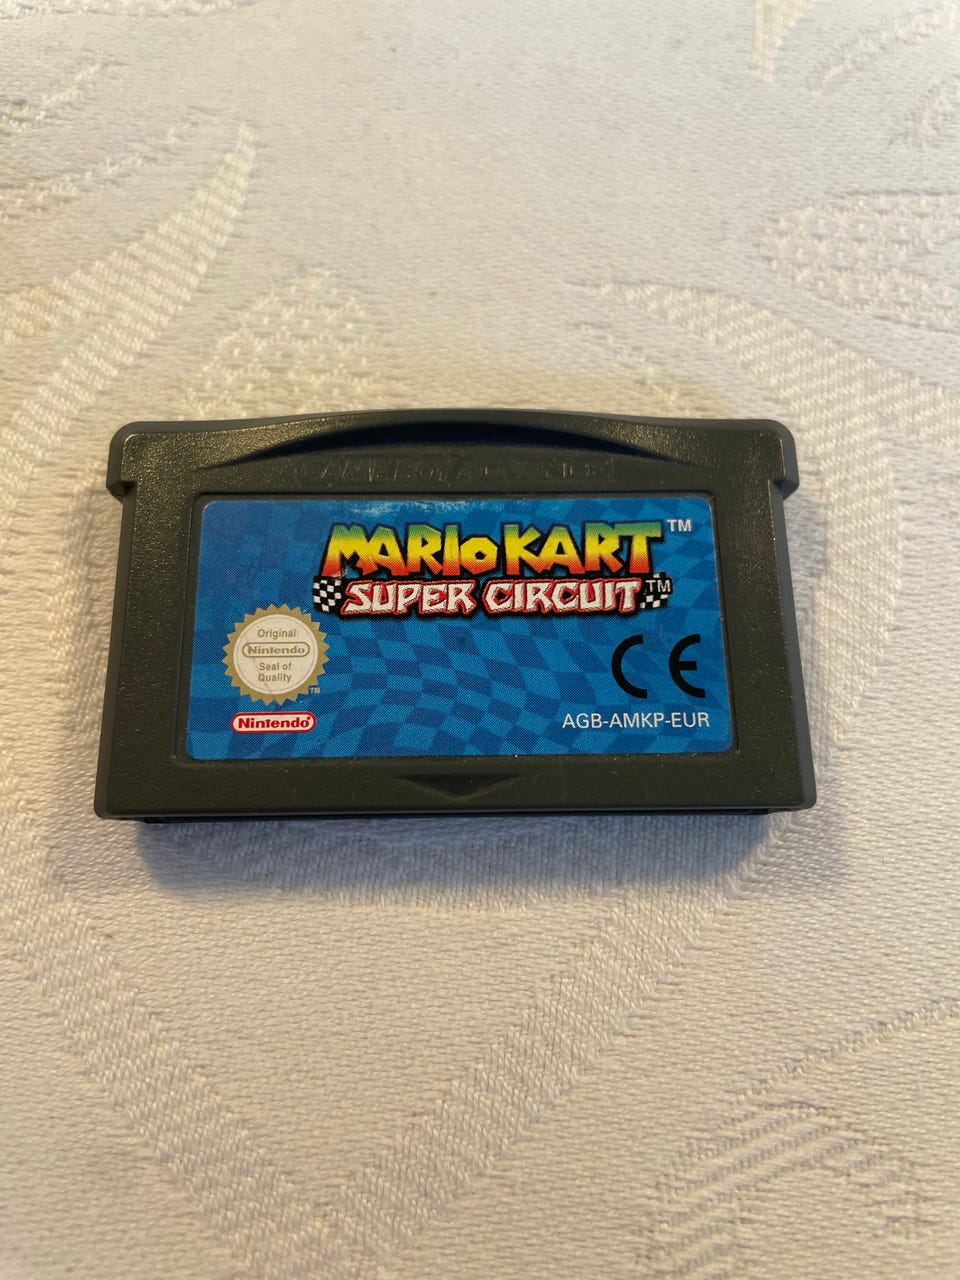 GAME BOY ADVANCE
MARIO KART™
SUPER CIRCUIT™
Original
Nintendo
Seal of
Quality
TM
Nintendo®
CE
AGB-AMKP-EUR